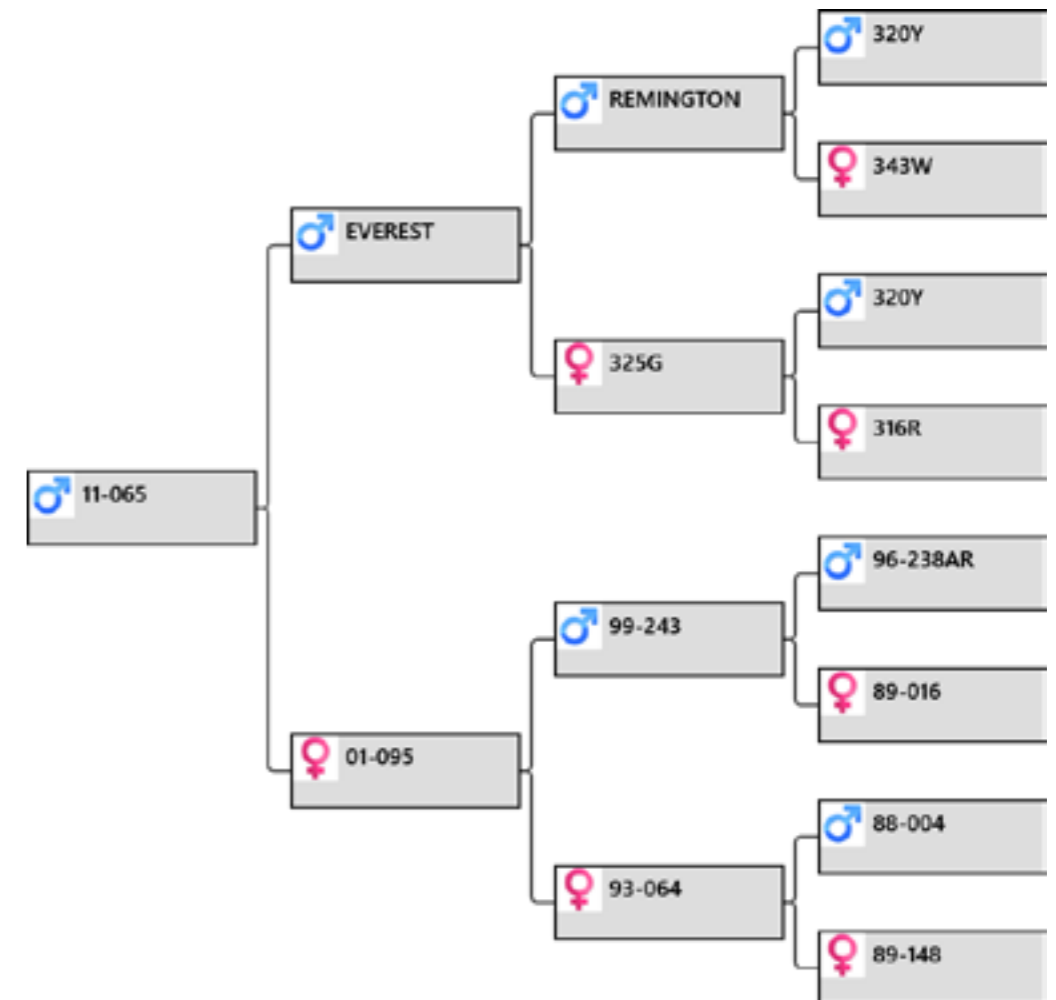 320Y
REMINGTON
343W
EVEREST
320Y
325G
316R
11-065
96-238AR
99-243
89-016
01-095
88-004
93-064
89-148